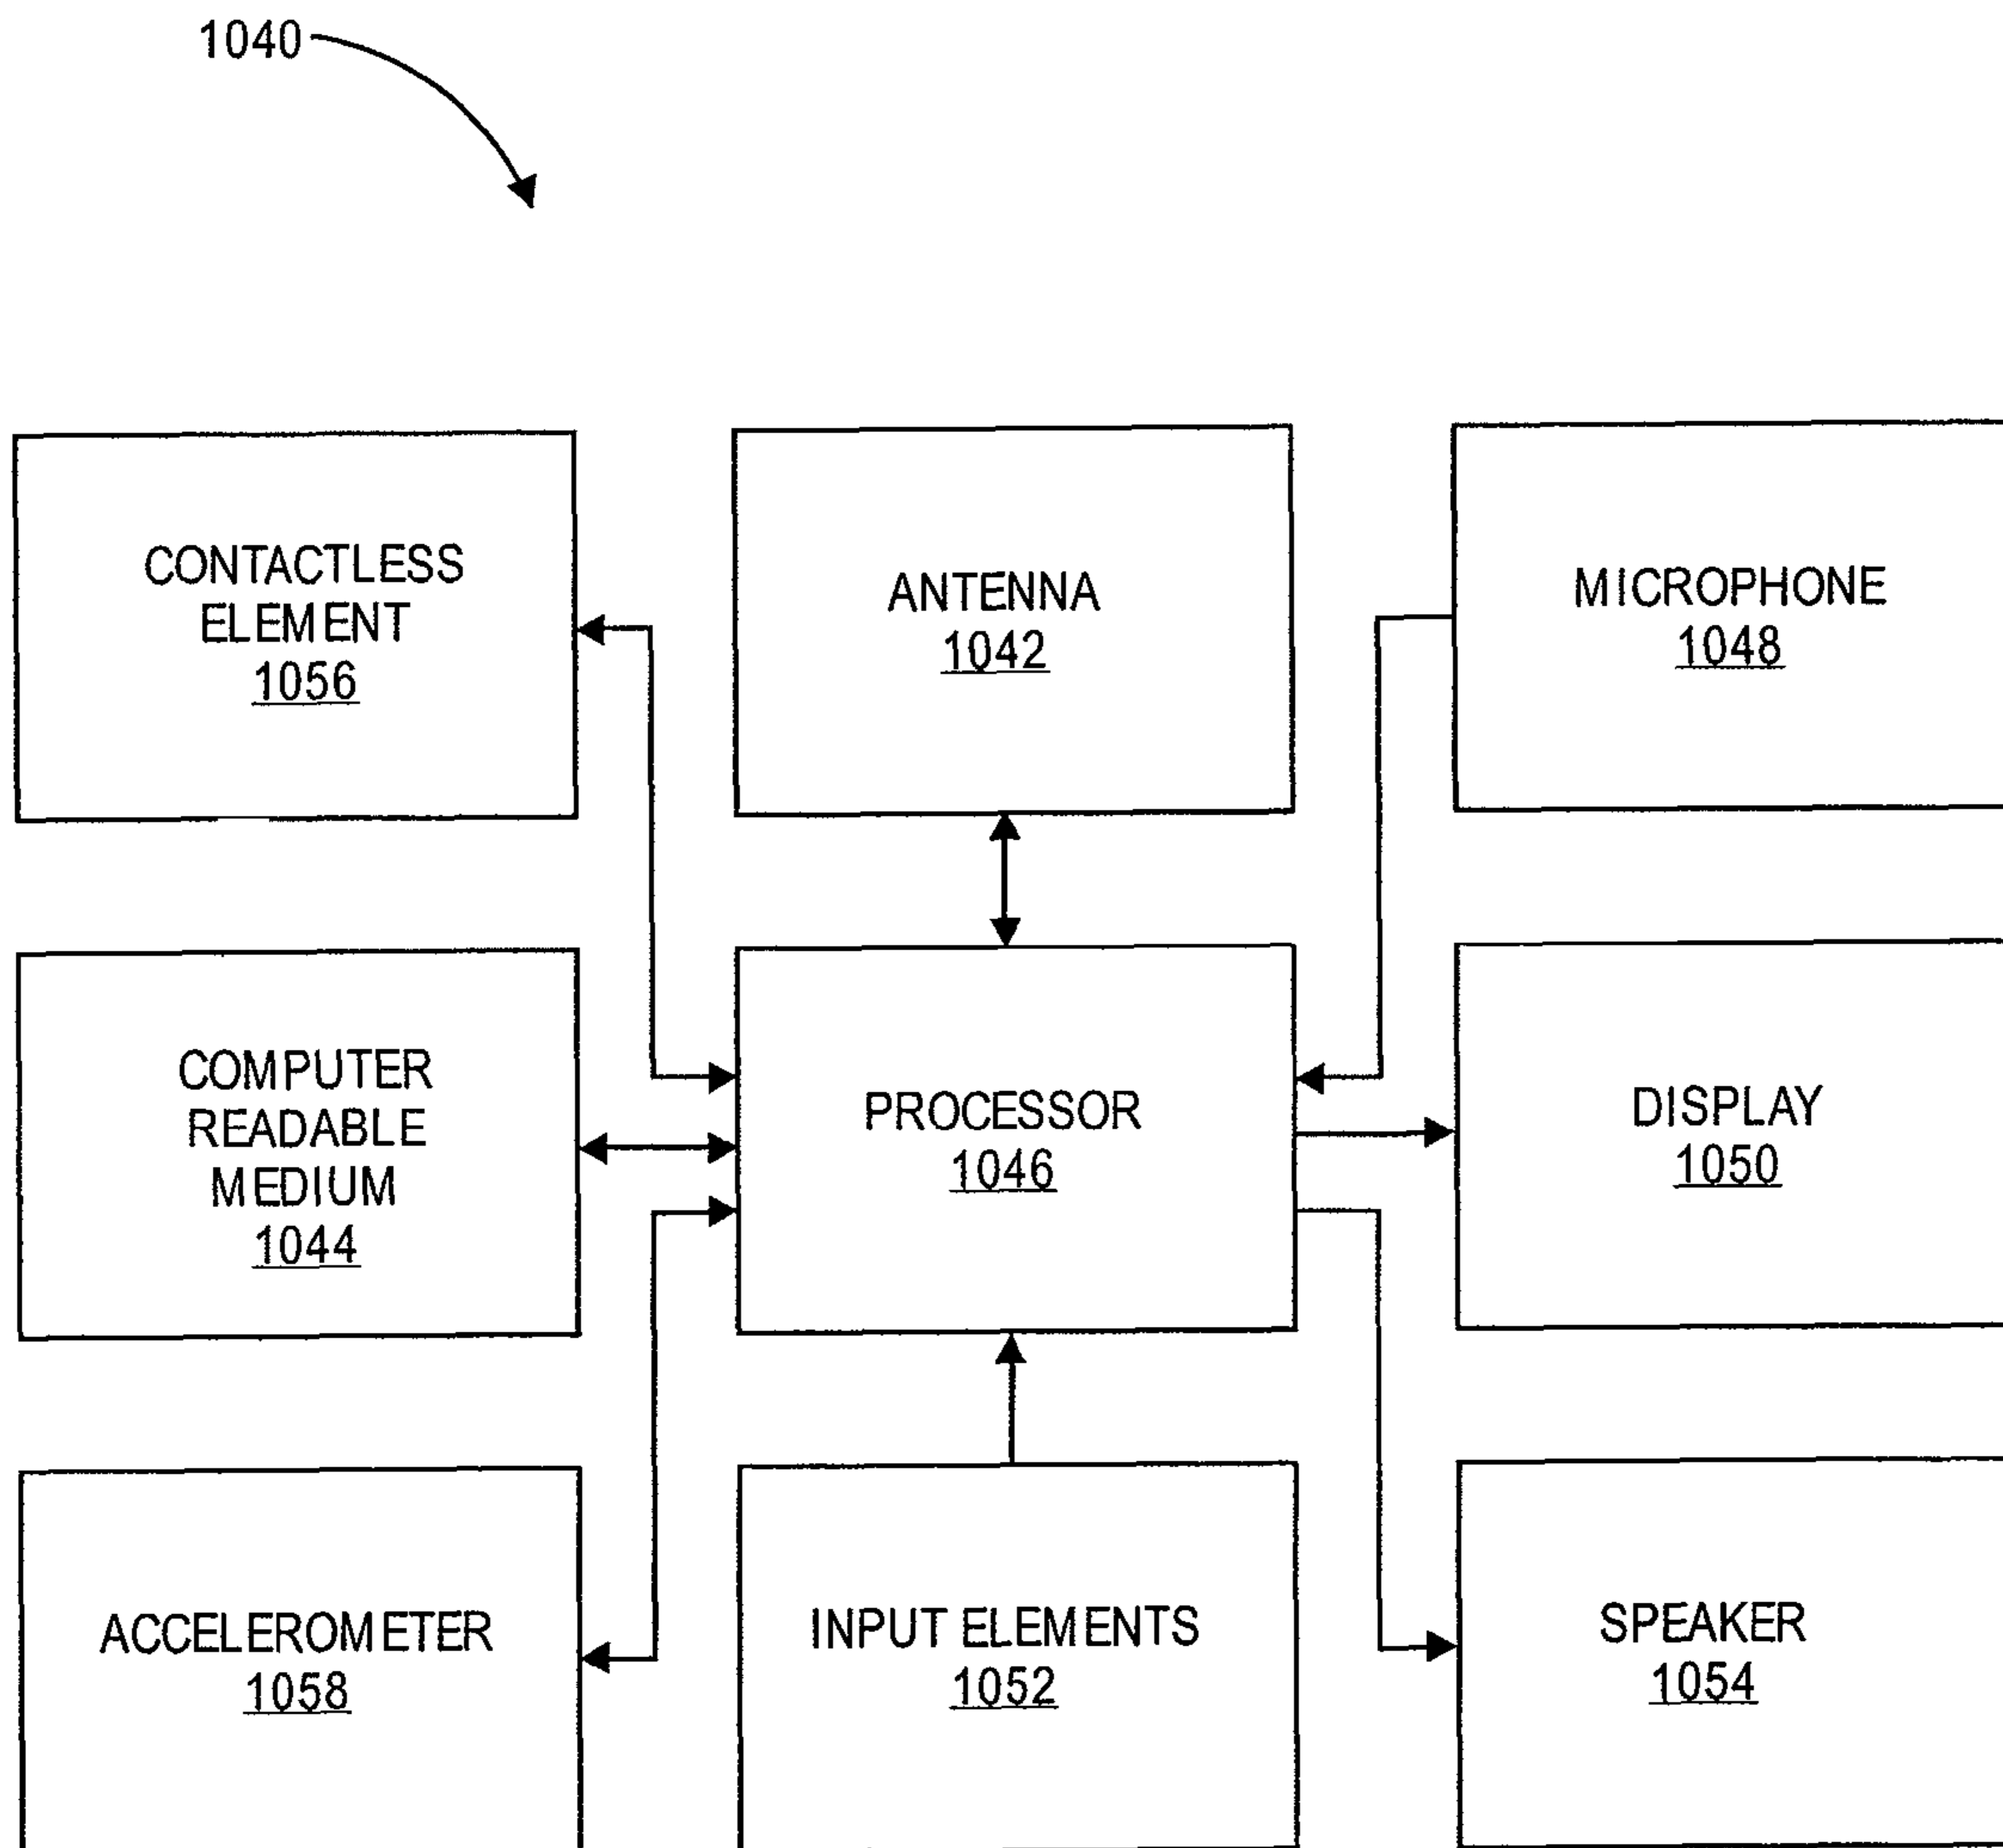 1040
CONTACTLESS
ELEMENT
1056
ANTENNA
1042
MICROPHONE
1048
COMPUTER
READABLE
MEDIUM
1044
PROCESSOR
1046
DISPLAY
1050
ACCELEROMETER
1058
INPUT ELEMENTS
1052
SPEAKER
1054